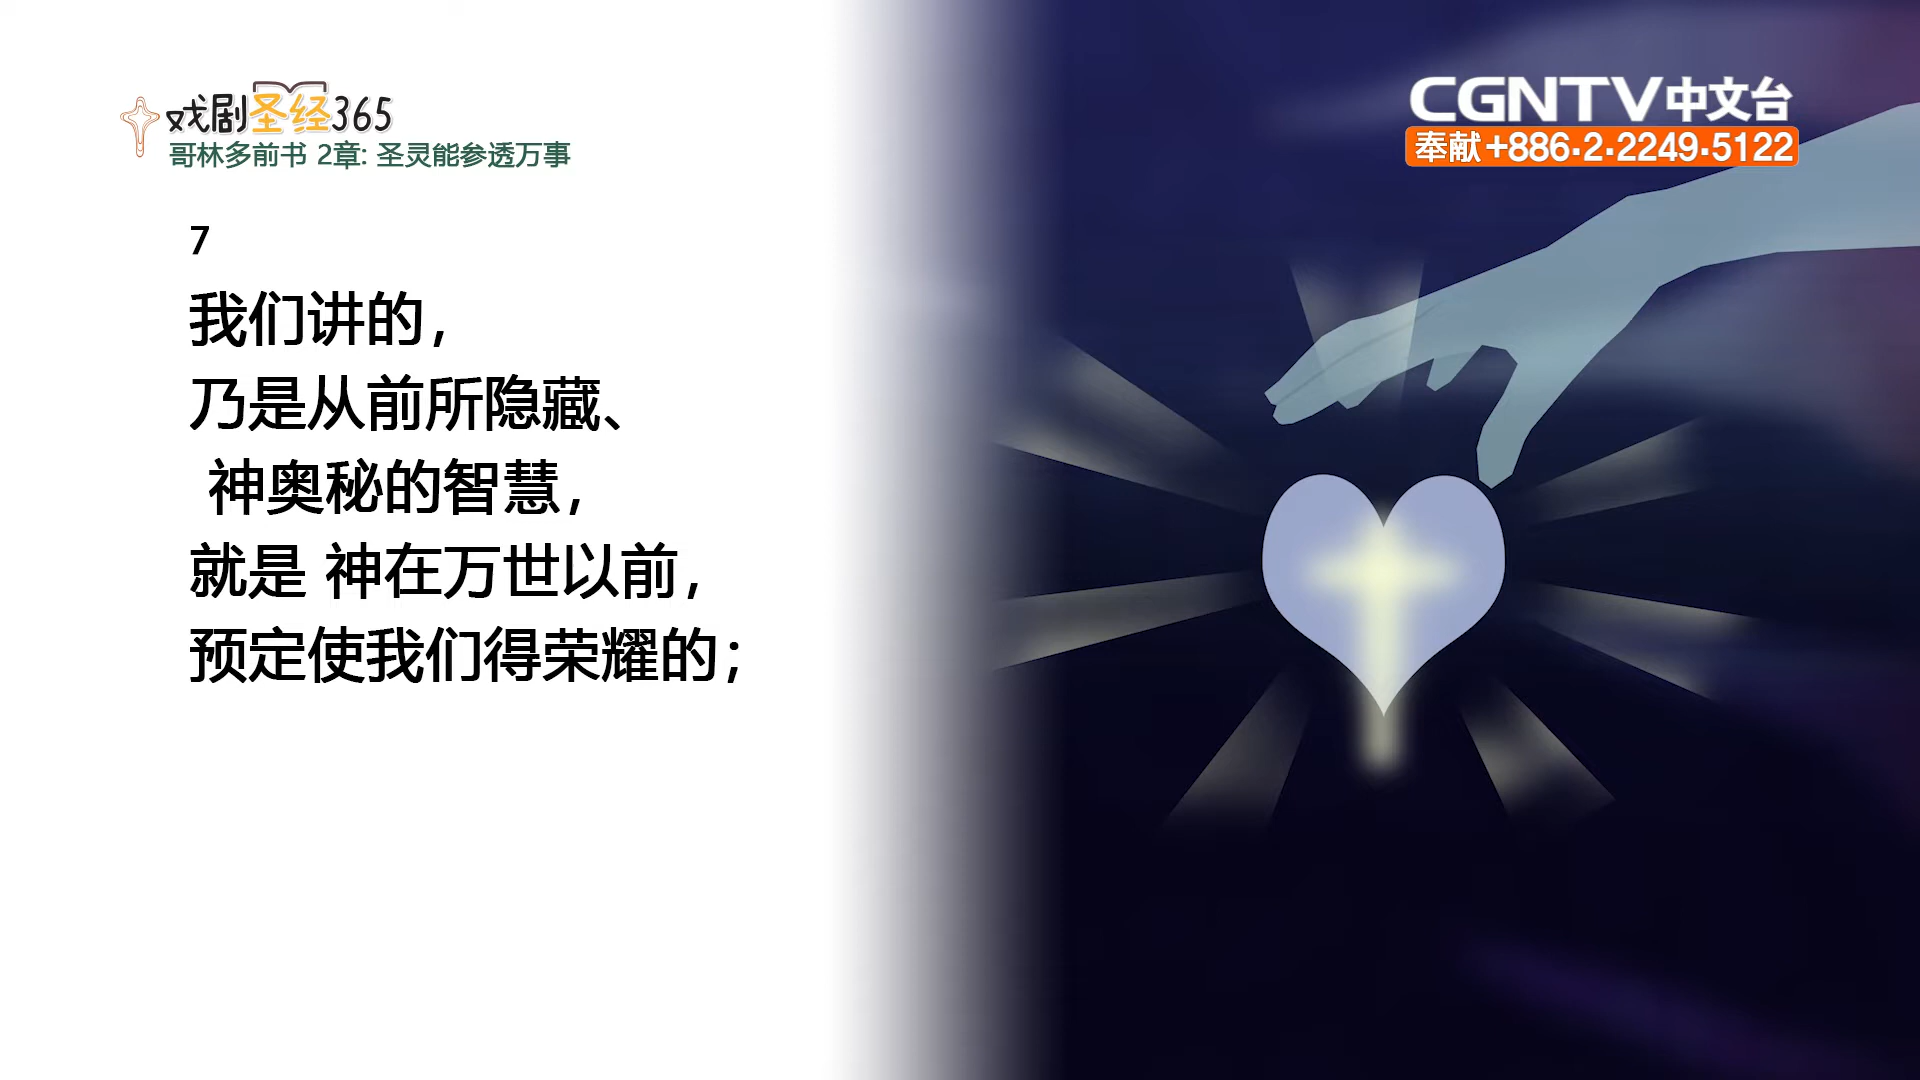 戏剧圣经365
哥林多前书 2章: 圣灵能参透万事
CGNTV中文台
奉献+886·2·2249·5122
7
我们讲的，
乃是从前所隐藏、
神奥秘的智慧，
就是 神在万世以前，
预定使我们得荣耀的；